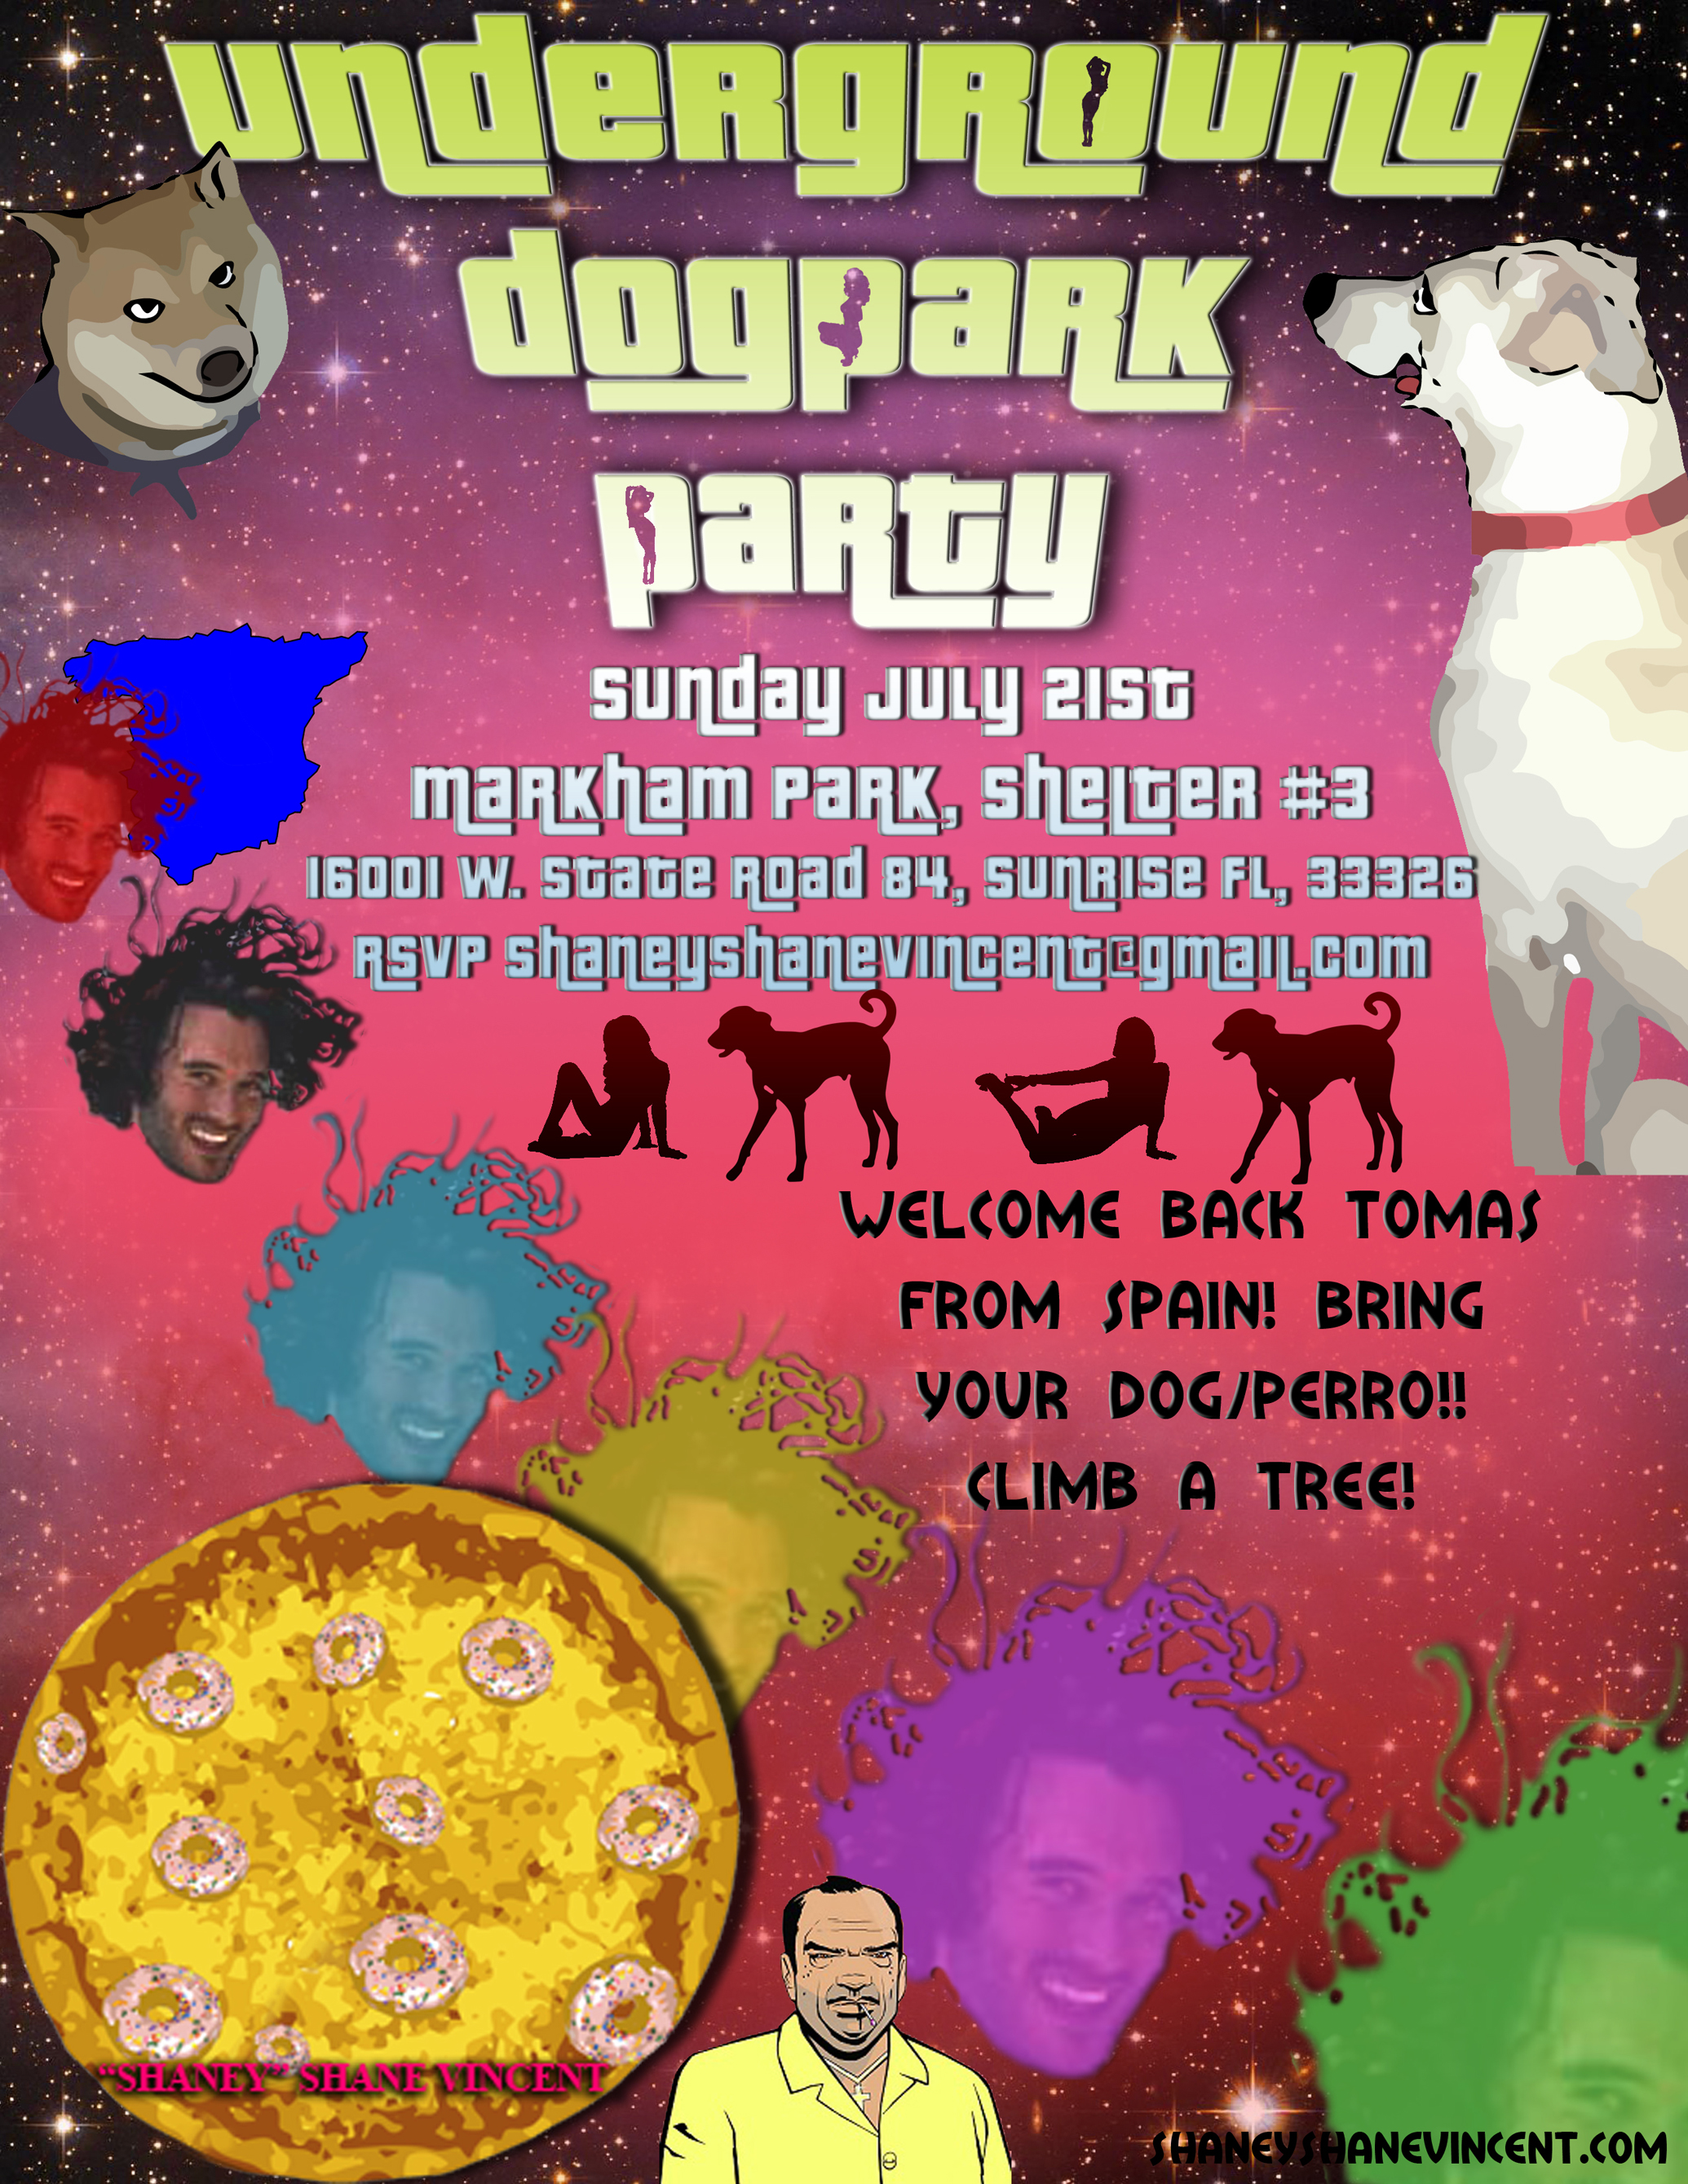 underground
dogpark
party
Sunday July 21st
Markham Park, Shelter #3
16001 W. State Road 84, Sunrise FL, 33326
RSVP shaneyshanevincent@gmail.com
WELCOME BACK TOMAS
FROM SPAIN! BRING
YOUR DOG/PERRO!!
CLIMB A TREE!
"SHANEY" SHANE VINCENT
SHANEYSHANEVINCENT.COM